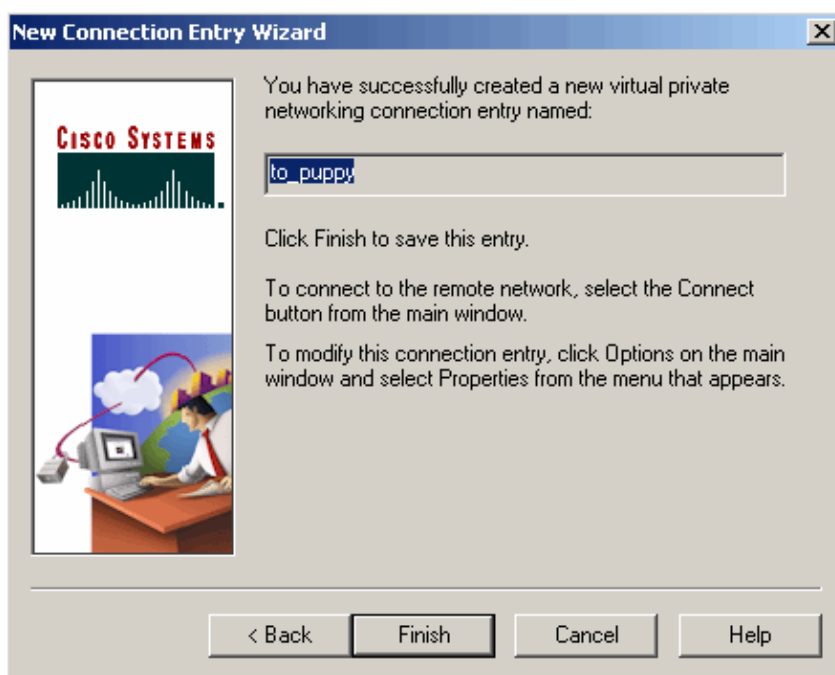 New Connection Entry Wizard
CISCO SYSTEMS
You have successfully created a new virtual private
networking connection entry named:
to_puppy
Click Finish to save this entry.
To connect to the remote network, select the Connect
button from the main window.
To modify this connection entry, click Options on the main
window and select Properties from the menu that appears.
< Back
Finish
Cancel
Help